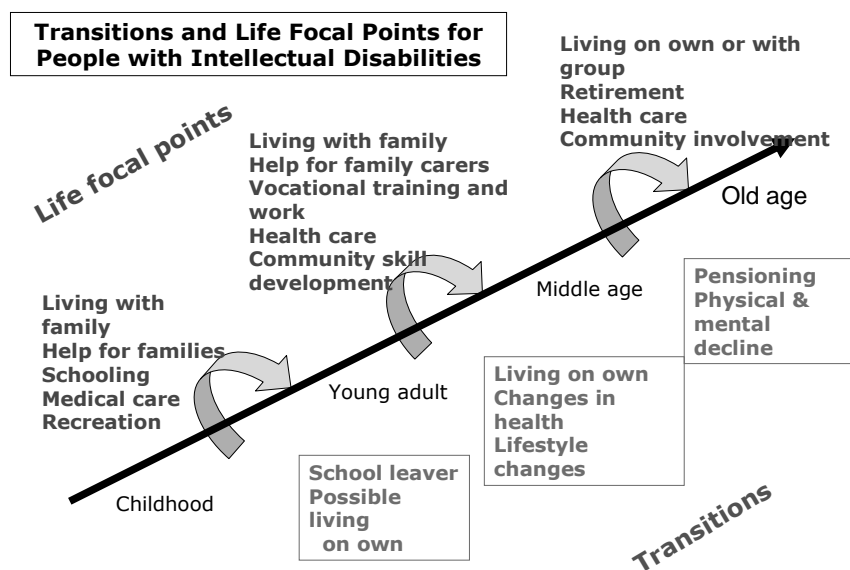 Transitions and Life Focal Points for
People with Intellectual Disabilities
Living on own or with
group
Retirement
Health care
Community involvement
Life focal points
Living with family
Help for family carers
Vocational training and
work
Health care
Community skill
development
Old age
Middle age
Pensioning
Physical &
mental
decline
Living with
family
Help for families
Schooling
Medical care
Recreation
Young adult
Living on own
Changes in
health
Lifestyle
changes
Childhood
School leaver
Possible
living
on own
Transitions